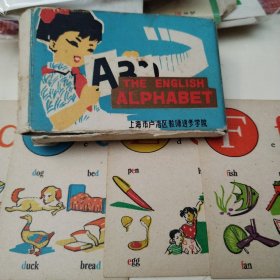 ABC
THE ENGLISH
ALPHABET
上海市卢湾区教师进修学院
F
dog bed
pen
fish
duck bread
egg
fan